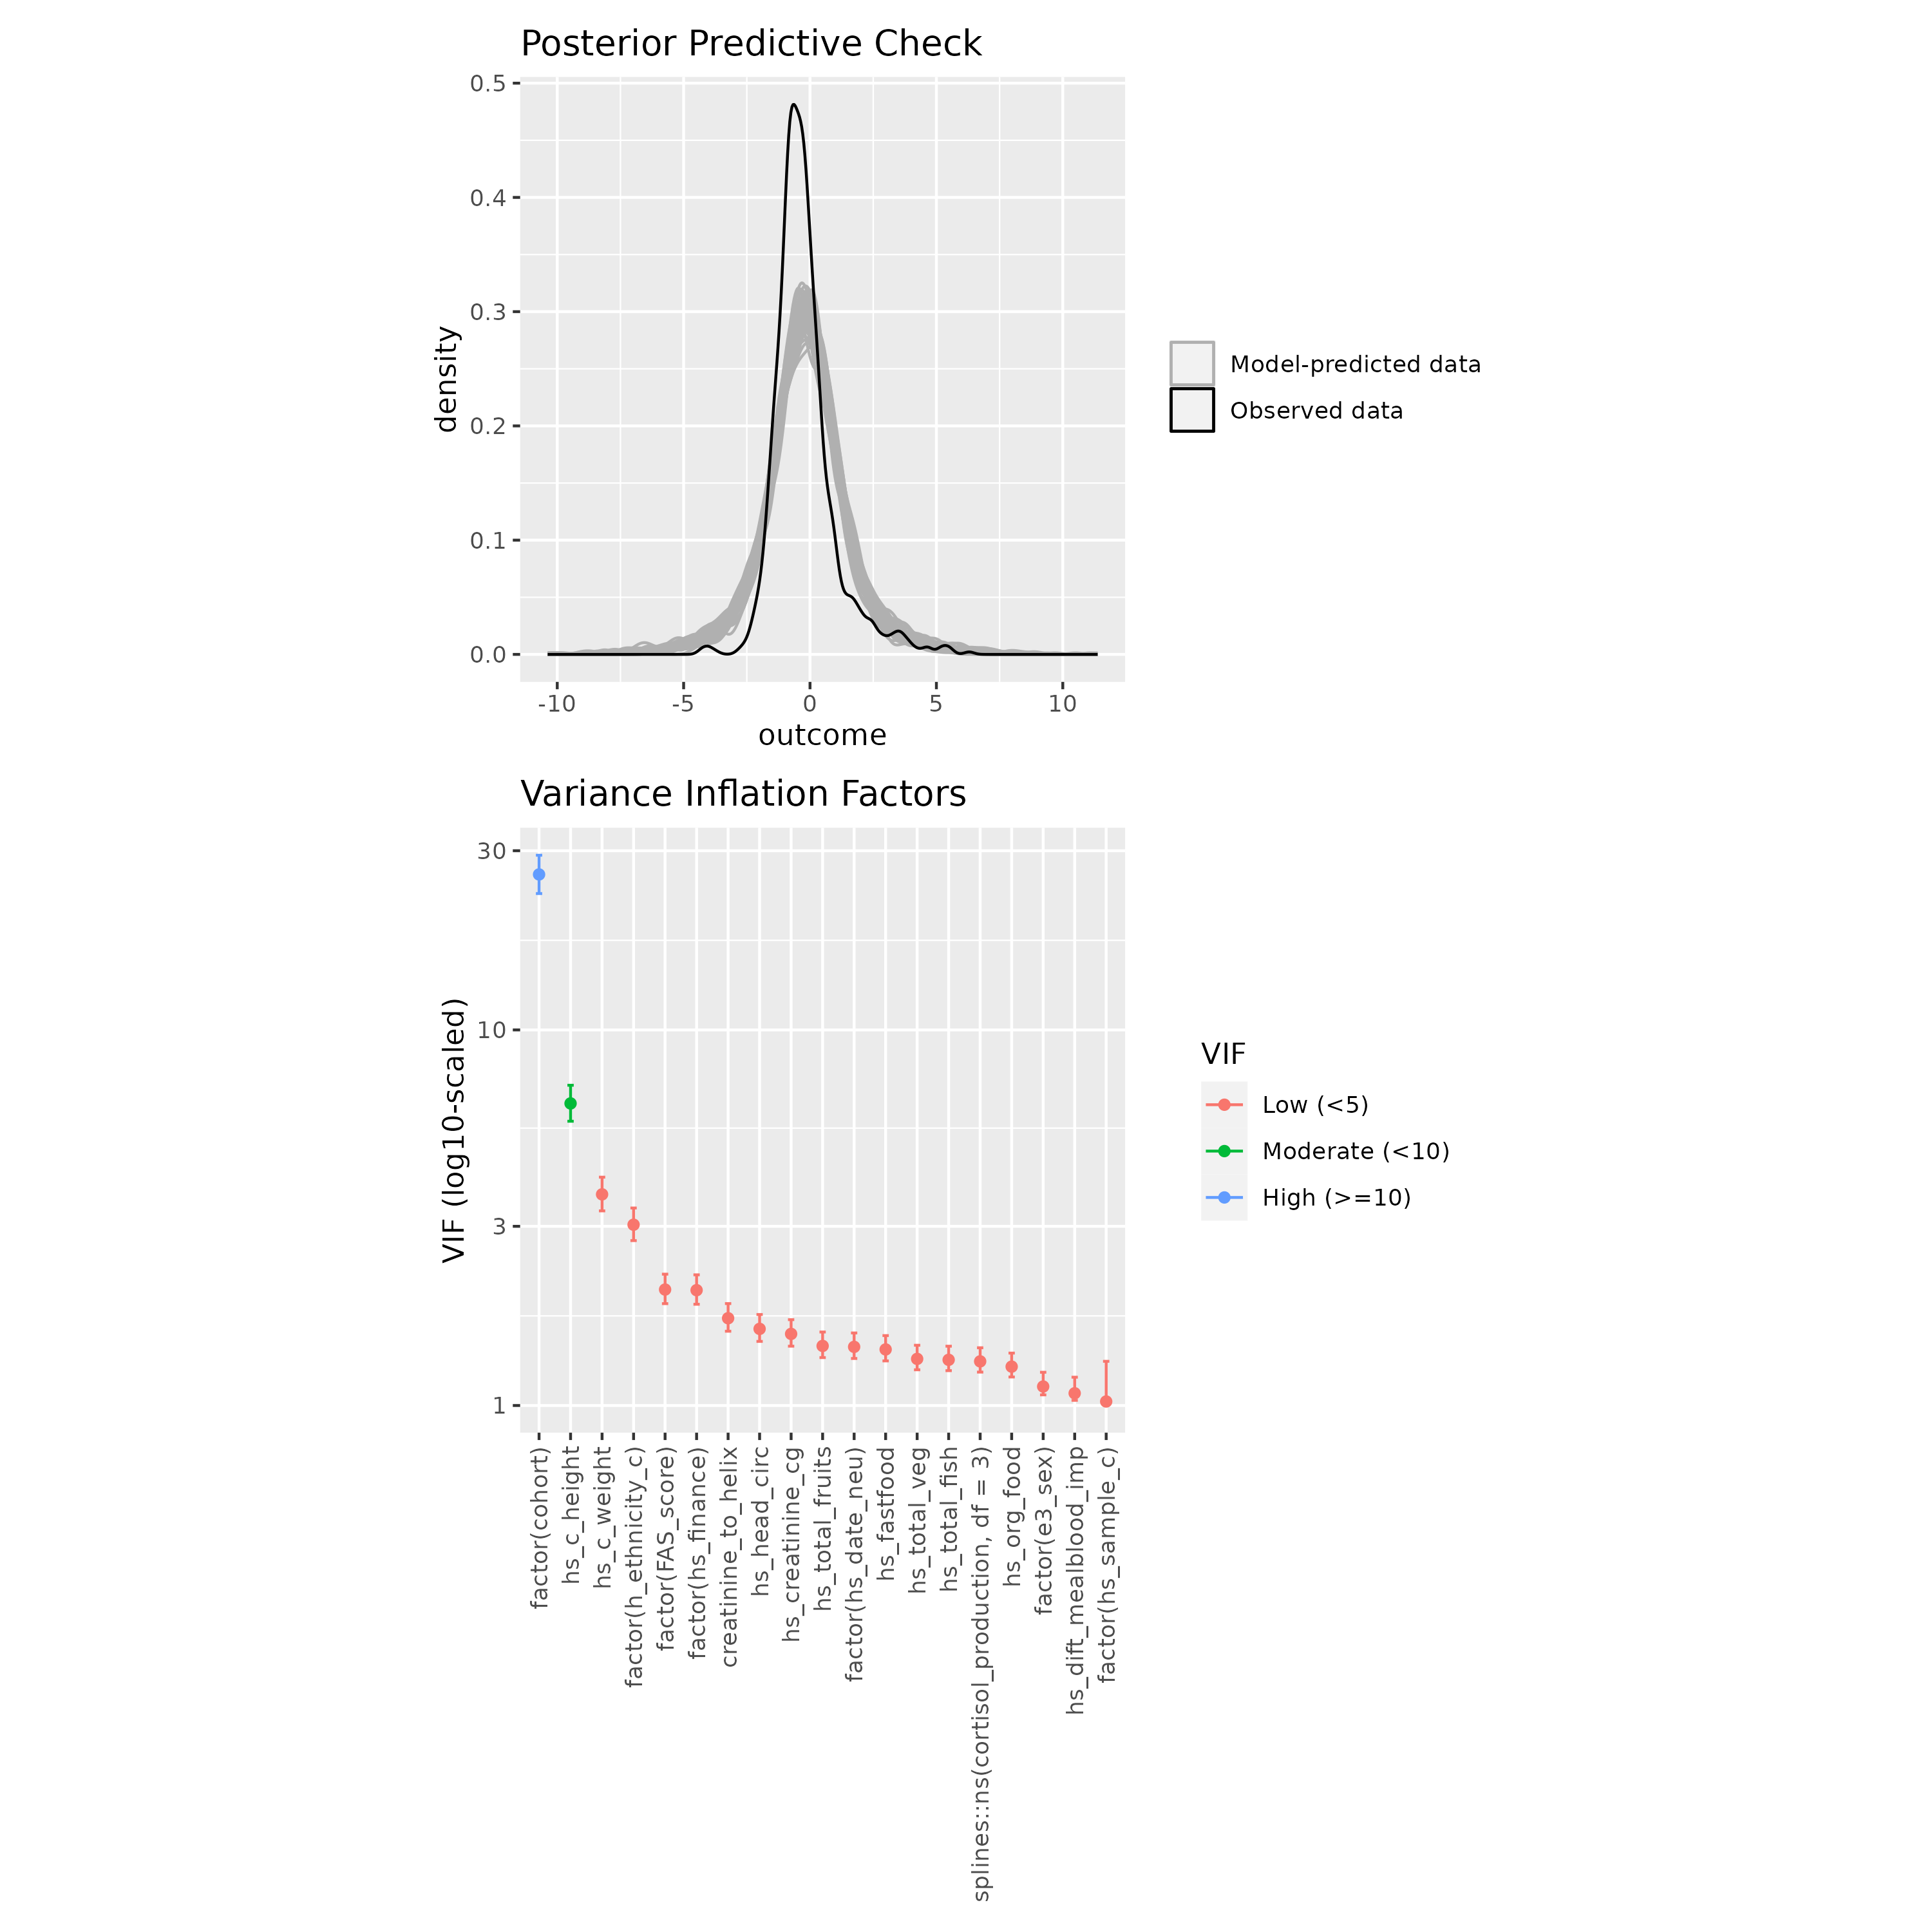 Posterior Predictive Check
0.5
0.4
0.3
0.2
0.1
0.0
density
-10 -5 0 5 10
outcome
Model-predicted data
Observed data
Variance Inflation Factors
30
10
3
1
VIF (log10-scaled)
factor(cohort)
hs_c_height
hs_c_weight
factor(h_ethnicity_c)
factor(FAS_score)
factor(hs_finance)
creatinine_to_helix
hs_head_circ
hs_creatinine_cg
hs_total_fruits
factor(hs_date_neu)
hs_fastfood
hs_total_veg
hs_total_fish
splines::ns(cortisol_production, df = 3)
hs_org_food
factor(e3_sex)
hs_dift_mealblood_imp
factor(hs_sample_c)
VIF
Low (<5)
Moderate (<10)
High (>=10)